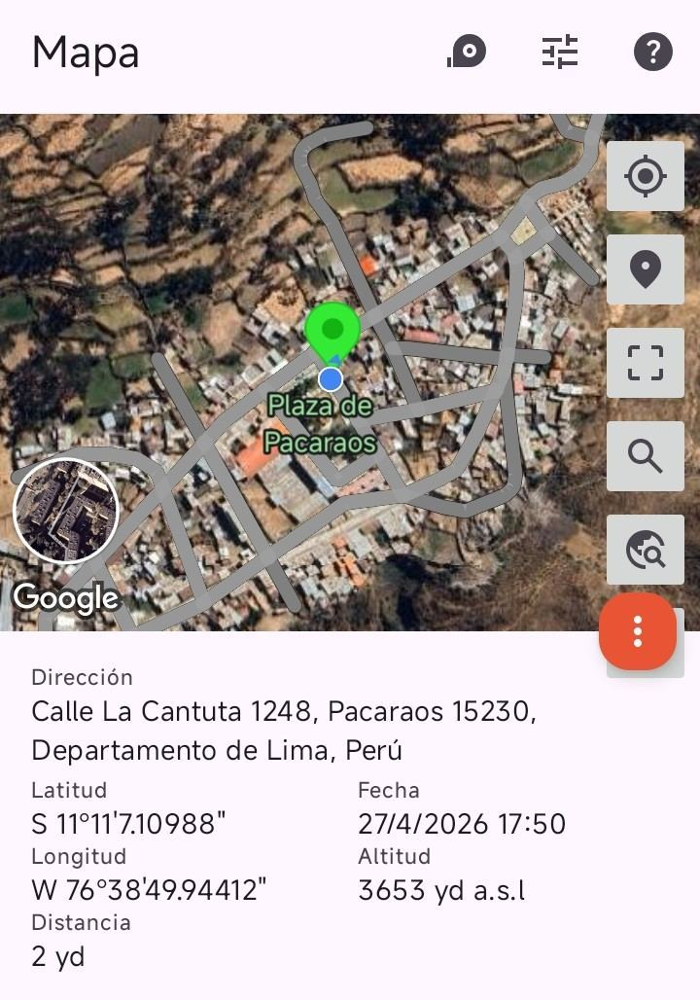 Mapa
Plaza de
Pacaraos
Google
Dirección
Calle La Cantuta 1248, Pacaraos 15230,
Departamento de Lima, Perú
Latitud
S 11°11'7.10988"
Fecha
27/4/2026 17:50
Longitud
W 76°38'49.94412"
Altitud
3653 yd a.s.l
Distancia
2 yd